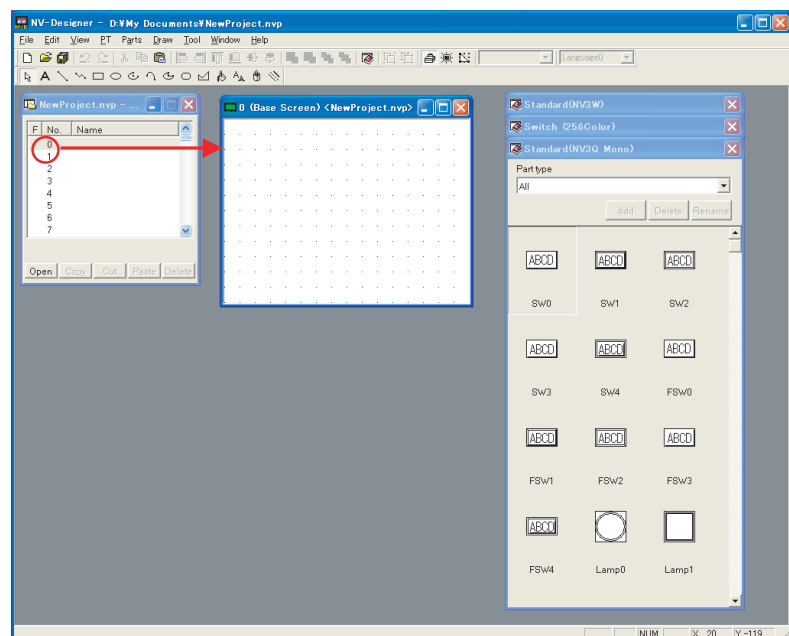 NV-Designer - D:¥My Documents¥NewProject.nvp
File Edit View PT Parts Draw Tool Window Help
Language0
NewProject.nvp - ...
F No. Name
0
1
2
3
4
5
6
7
Open Copy Cut Paste Delete
0 (Base Screen) <NewProject.nvp>
Standard(NV3W)
Switch (256Color)
Standard(NV3Q Mono)
Part type
All
Add Delete Rename
ABCD ABCD ABCD
SW0 SW1 SW2
ABCD ABCD ABCD
SW3 SW4 FSW0
ABCD ABCD ABCD
FSW1 FSW2 FSW3
ABCD
FSW4 Lamp0 Lamp1
NUM X 20 Y -119